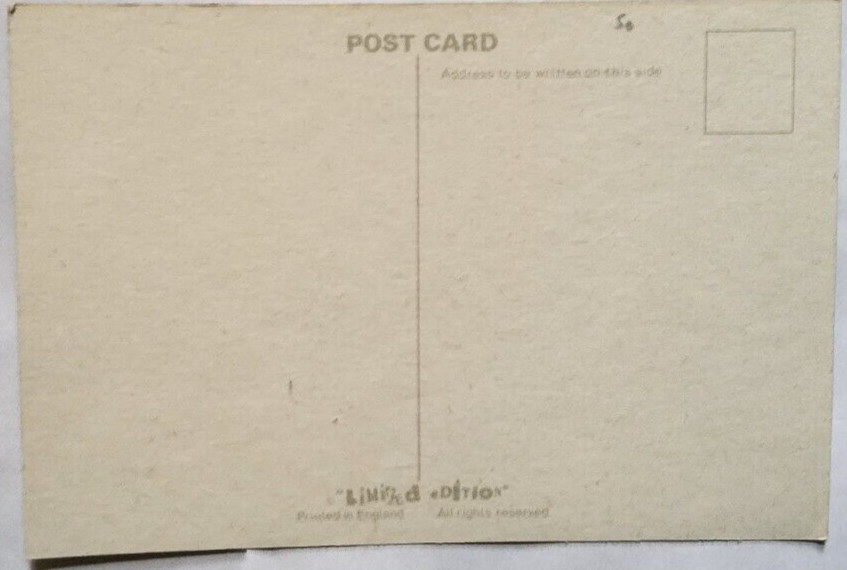 50
POST CARD
Address to be written on this side
"LiMiTed eDiTioN"
Printed in England All rights reserved